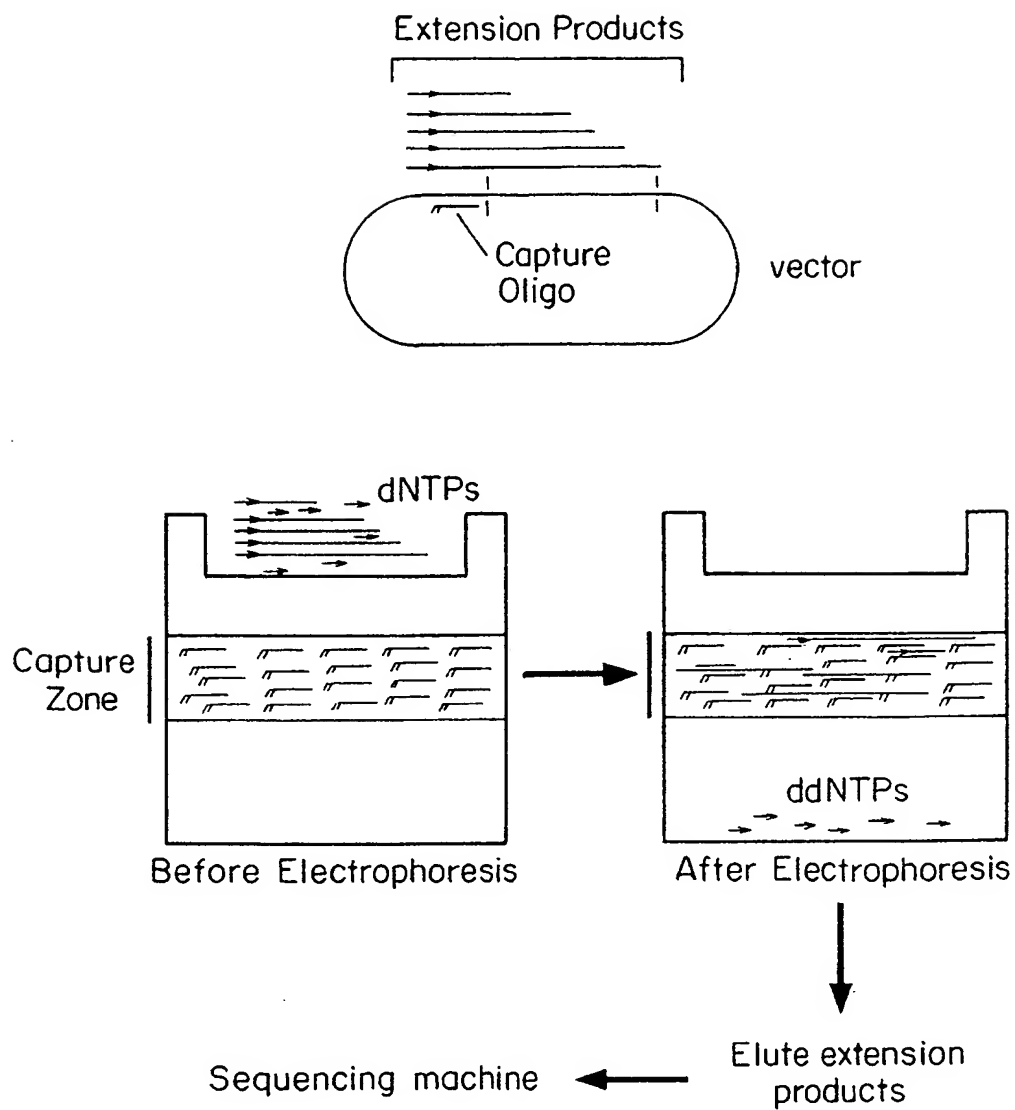 Extension Products
Capture
Oligo
vector
dNTPs
Capture
Zone
Before Electrophoresis
ddNTPs
After Electrophoresis
Elute extension
products
Sequencing machine